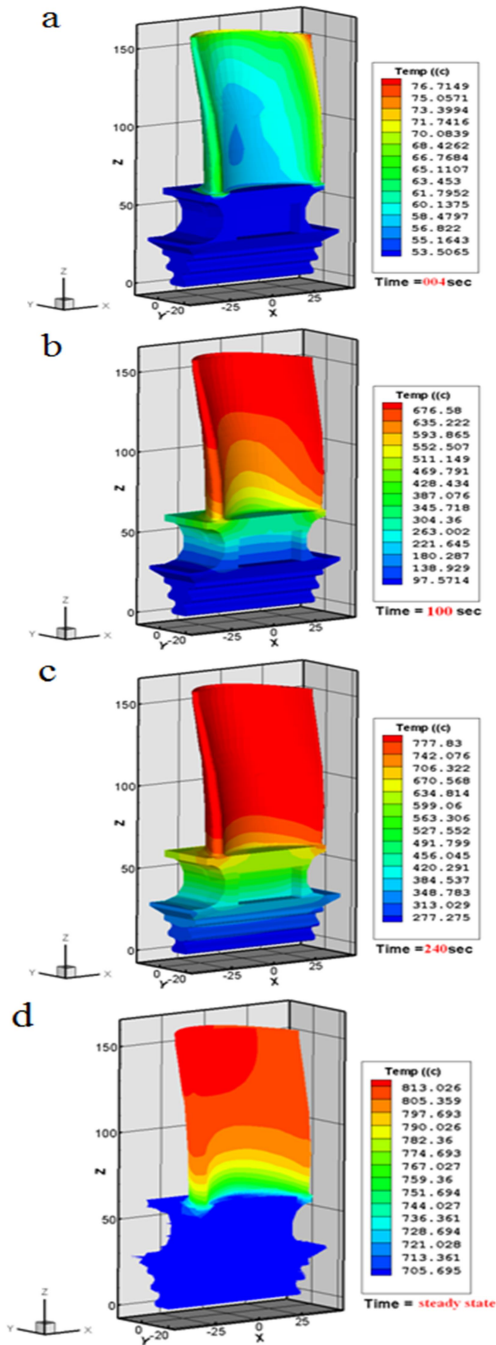 a
150
100
Z
50
0
Y
-20
0
-25
0
X
25
Z
Y
X
Temp ((c)
76.7149
75.0571
73.3994
71.7416
70.0839
68.4262
66.7684
65.1107
63.453
61.7952
60.1375
58.4797
56.822
55.1643
53.5065
Time =004sec
b
150
100
Z
50
0
0
Y
-20
-25
0
X
25
Z
Y
X
Temp ((c)
676.58
635.222
593.865
552.507
511.149
469.791
428.434
387.076
345.718
304.36
263.002
221.645
180.287
138.929
97.5714
Time = 100 sec
c
150
100
Z
50
0
0
Y
-20
-25
0
X
25
Z
Y
X
Temp ((c)
777.83
742.076
706.322
670.568
634.814
599.06
563.306
527.552
491.799
456.045
420.291
384.537
348.783
313.029
277.275
Time =240sec
d
150
100
Z
50
0
0
Y
-20
-25
0
X
25
Z
Y
X
Temp ((c)
813.026
805.359
797.693
790.026
782.36
774.693
767.027
759.36
751.694
744.027
736.361
728.694
721.028
713.361
705.695
Time = steady state